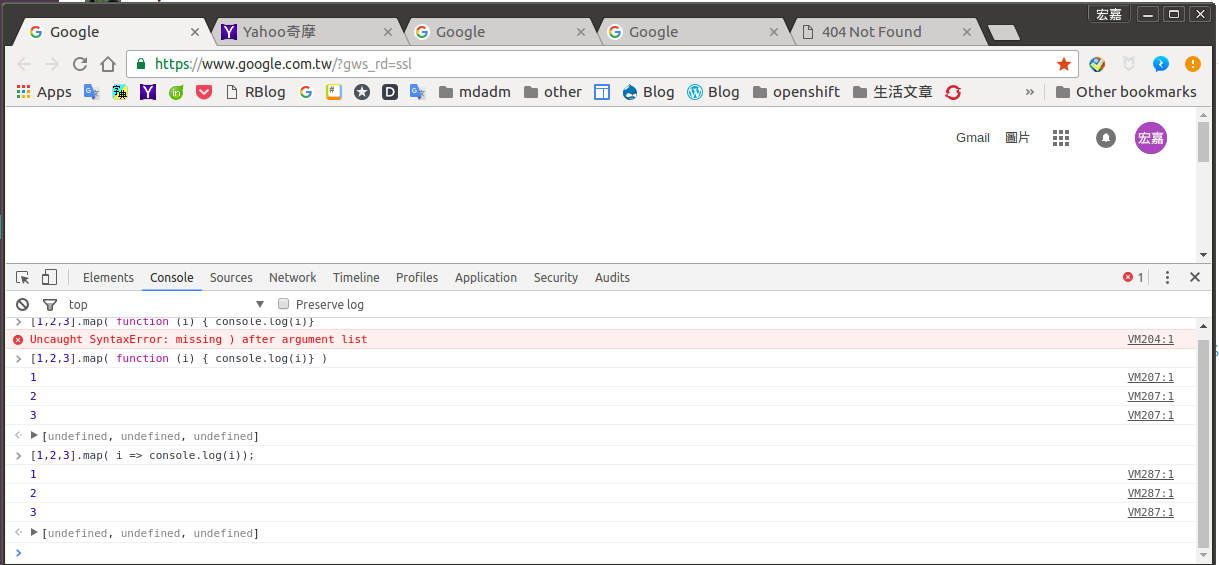 宏嘉
Google Yahoo奇摩 Google Google 404 Not Found
https://www.google.com.tw/?gws_rd=ssl
Apps RBlog mdadm other Blog Blog openshift 生活文章 » Other bookmarks
Gmail 圖片 宏嘉
Elements Console Sources Network Timeline Profiles Application Security Audits 1
top Preserve log
[1,2,3].map( function (i) { console.log(i)}
Uncaught SyntaxError: missing ) after argument list VM204:1
[1,2,3].map( function (i) { console.log(i)} )
1 VM207:1
2 VM207:1
3 VM207:1
[undefined, undefined, undefined]
[1,2,3].map( i => console.log(i));
1 VM287:1
2 VM287:1
3 VM287:1
[undefined, undefined, undefined]